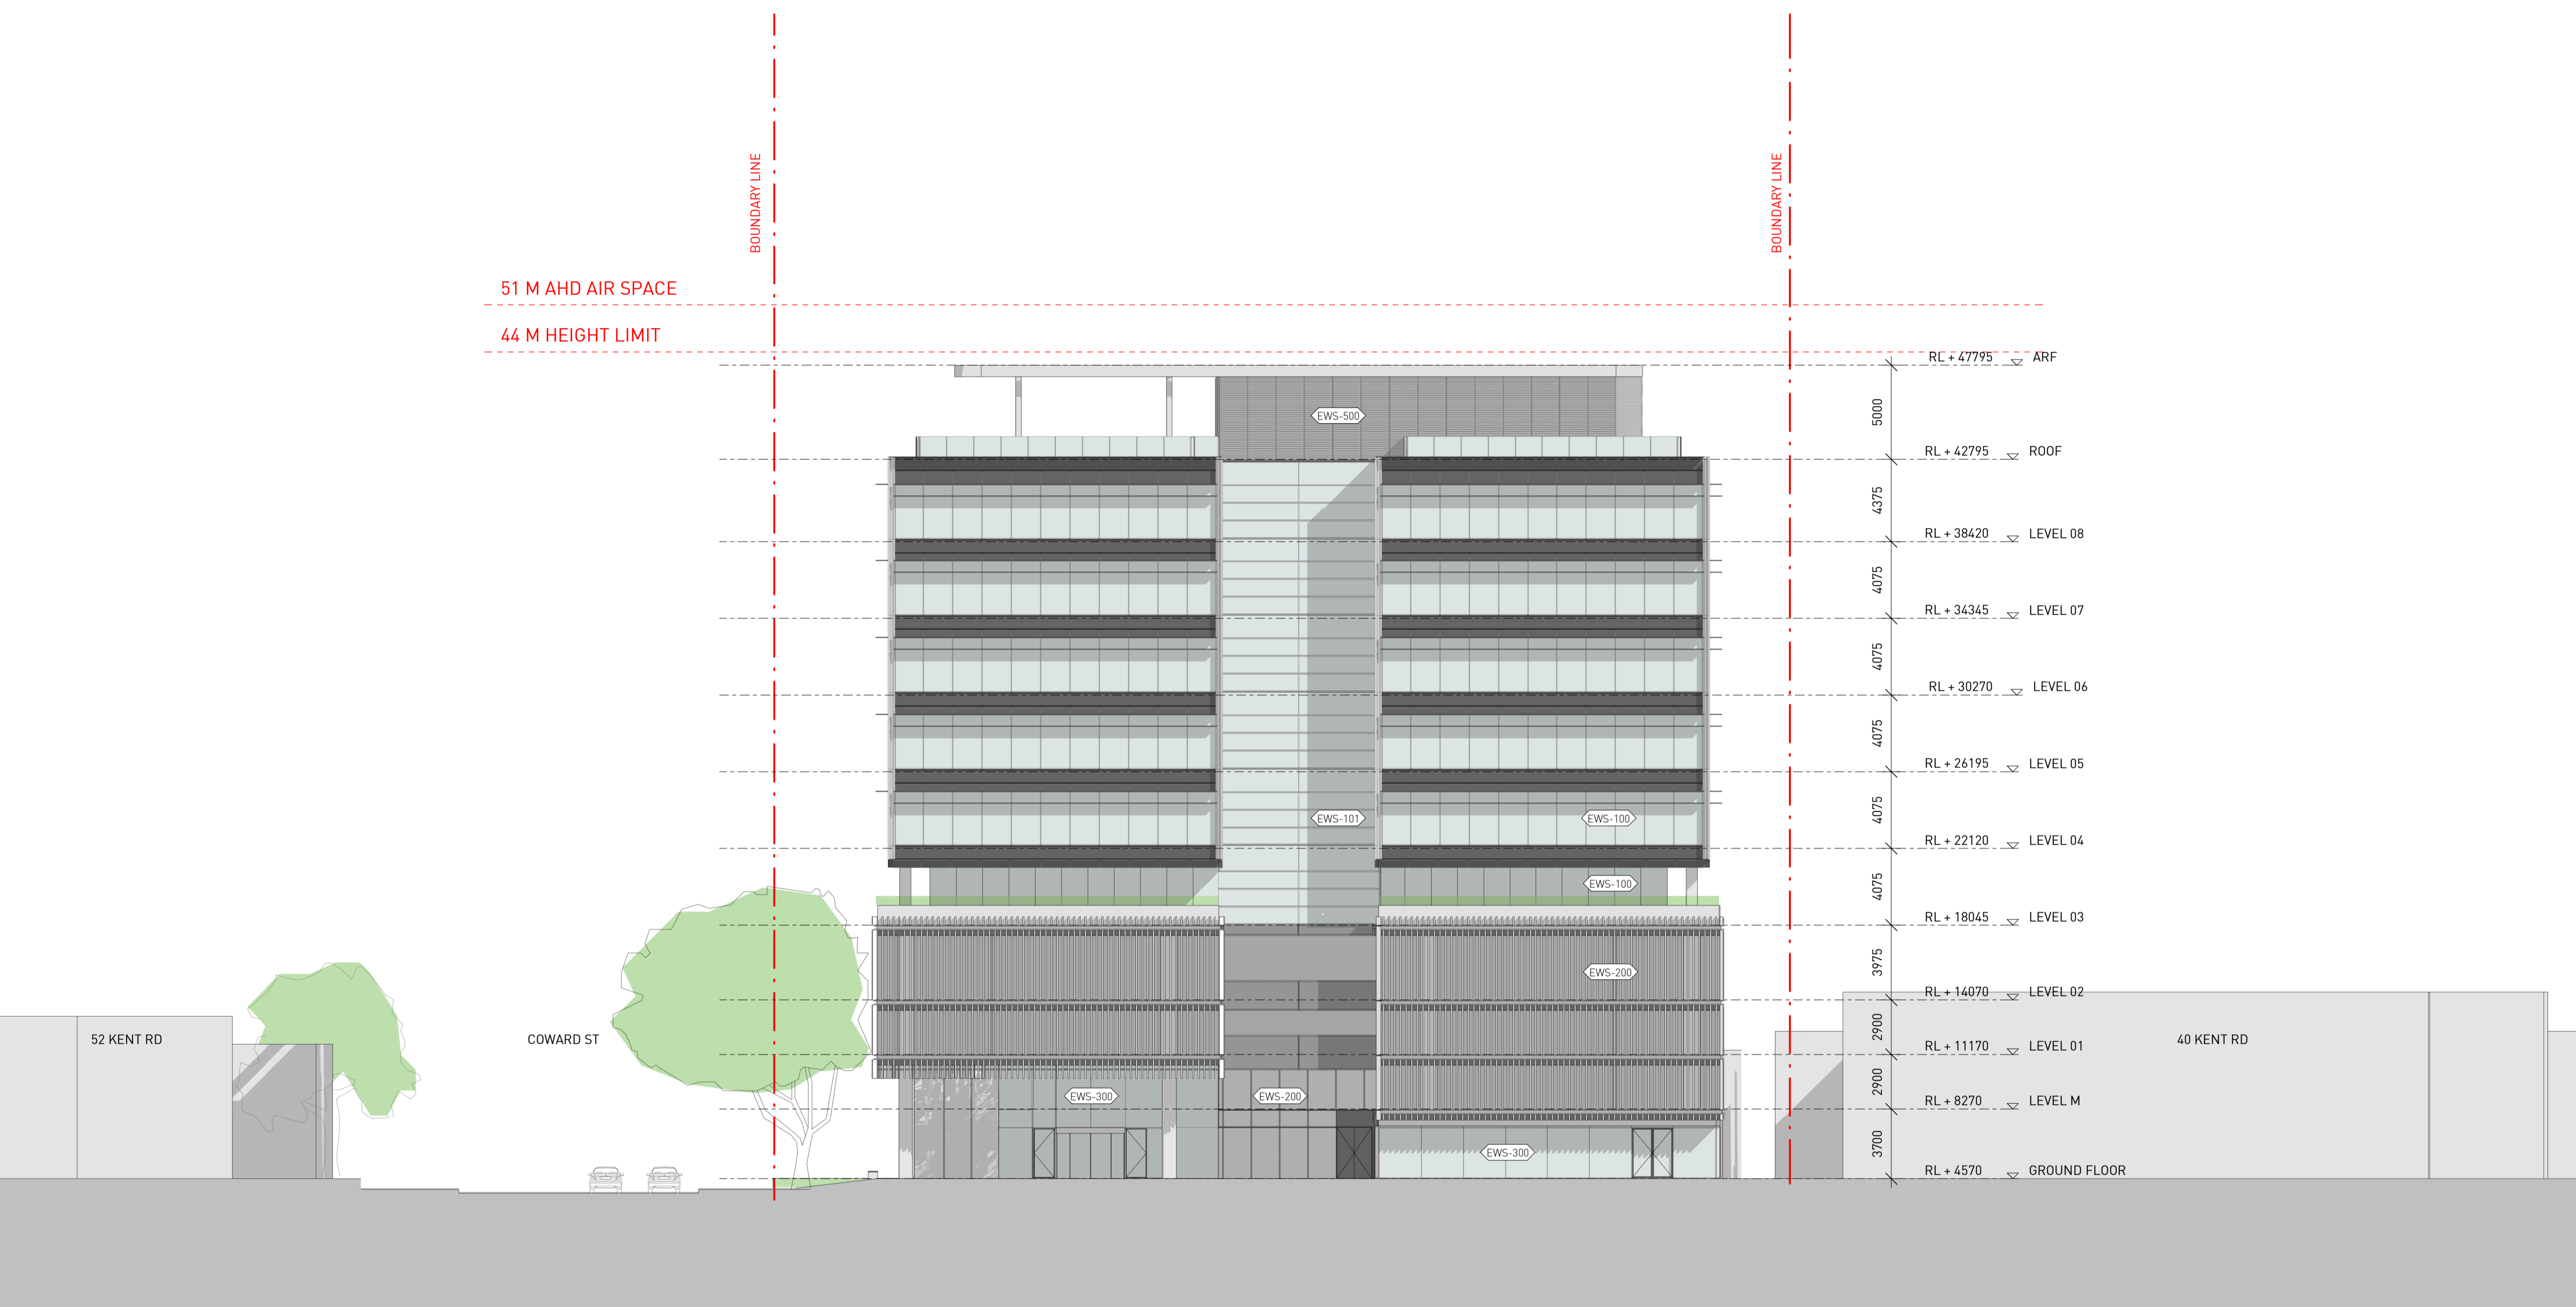 BOUNDARY LINE
BOUNDARY LINE
51 M AHD AIR SPACE
44 M HEIGHT LIMIT
RL + 47795 ARF
5000
EWS-500
RL + 42795 ROOF
4375
RL + 38420 LEVEL 08
4075
RL + 34345 LEVEL 07
4075
RL + 30270 LEVEL 06
4075
RL + 26195 LEVEL 05
4075
EWS-101
EWS-100
RL + 22120 LEVEL 04
4075
EWS-100
RL + 18045 LEVEL 03
3975
EWS-200
RL + 14070 LEVEL 02
2900
52 KENT RD
COWARD ST
40 KENT RD
RL + 11170 LEVEL 01
2900
EWS-300
EWS-200
RL + 8270 LEVEL M
3700
EWS-300
RL + 4570 GROUND FLOOR